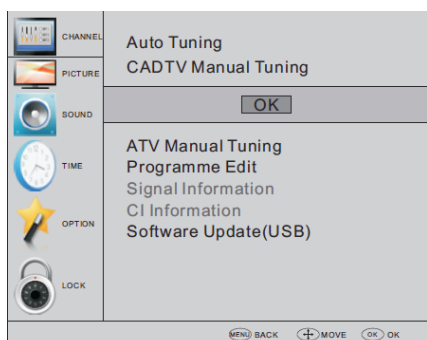 CHANNEL
PICTURE
SOUND
TIME
OPTION
LOCK
Auto Tuning
CADTV Manual Tuning
OK
ATV Manual Tuning
Programme Edit
Signal Information
CI Information
Software Update(USB)
MENU BACK MOVE OK OK